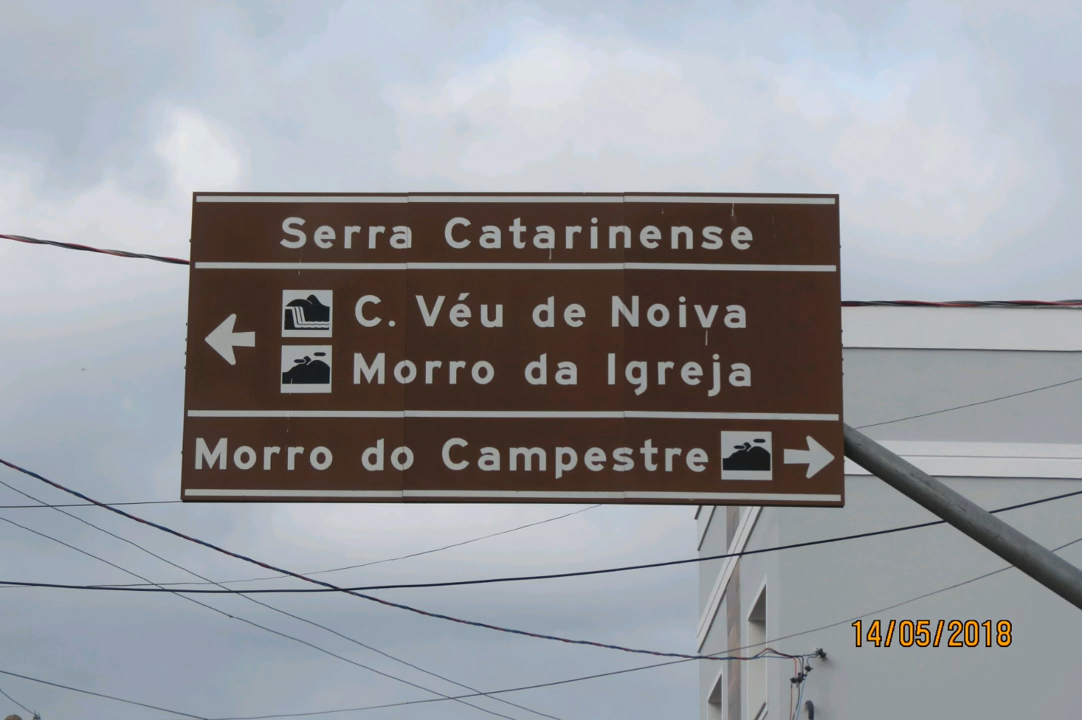 Serra Catarinense
C. Véu de Noiva
Morro da Igreja
Morro do Campestre
14/05/2018